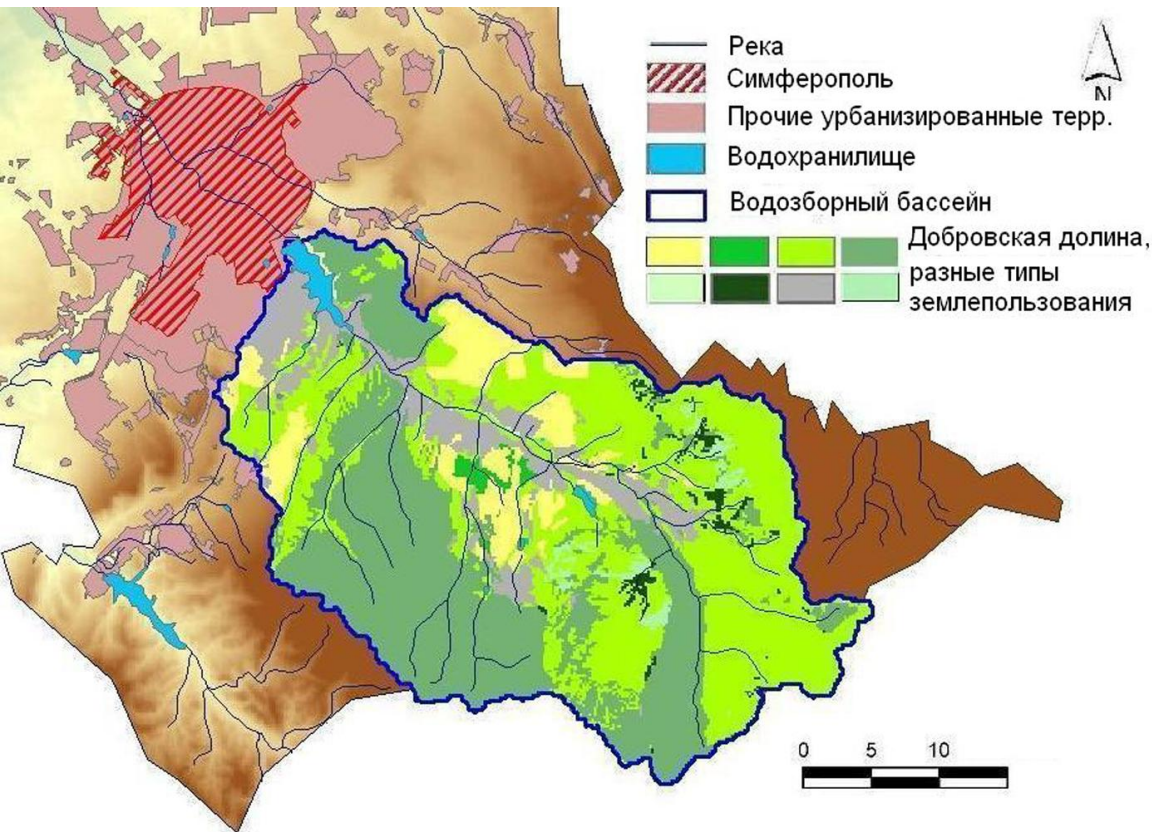 Река
Симферополь
N
Прочие урбанизированные терр.
Водохранилище
Водозборный бассейн
Добровская долина,
разные типы
землепользования
0 5 10